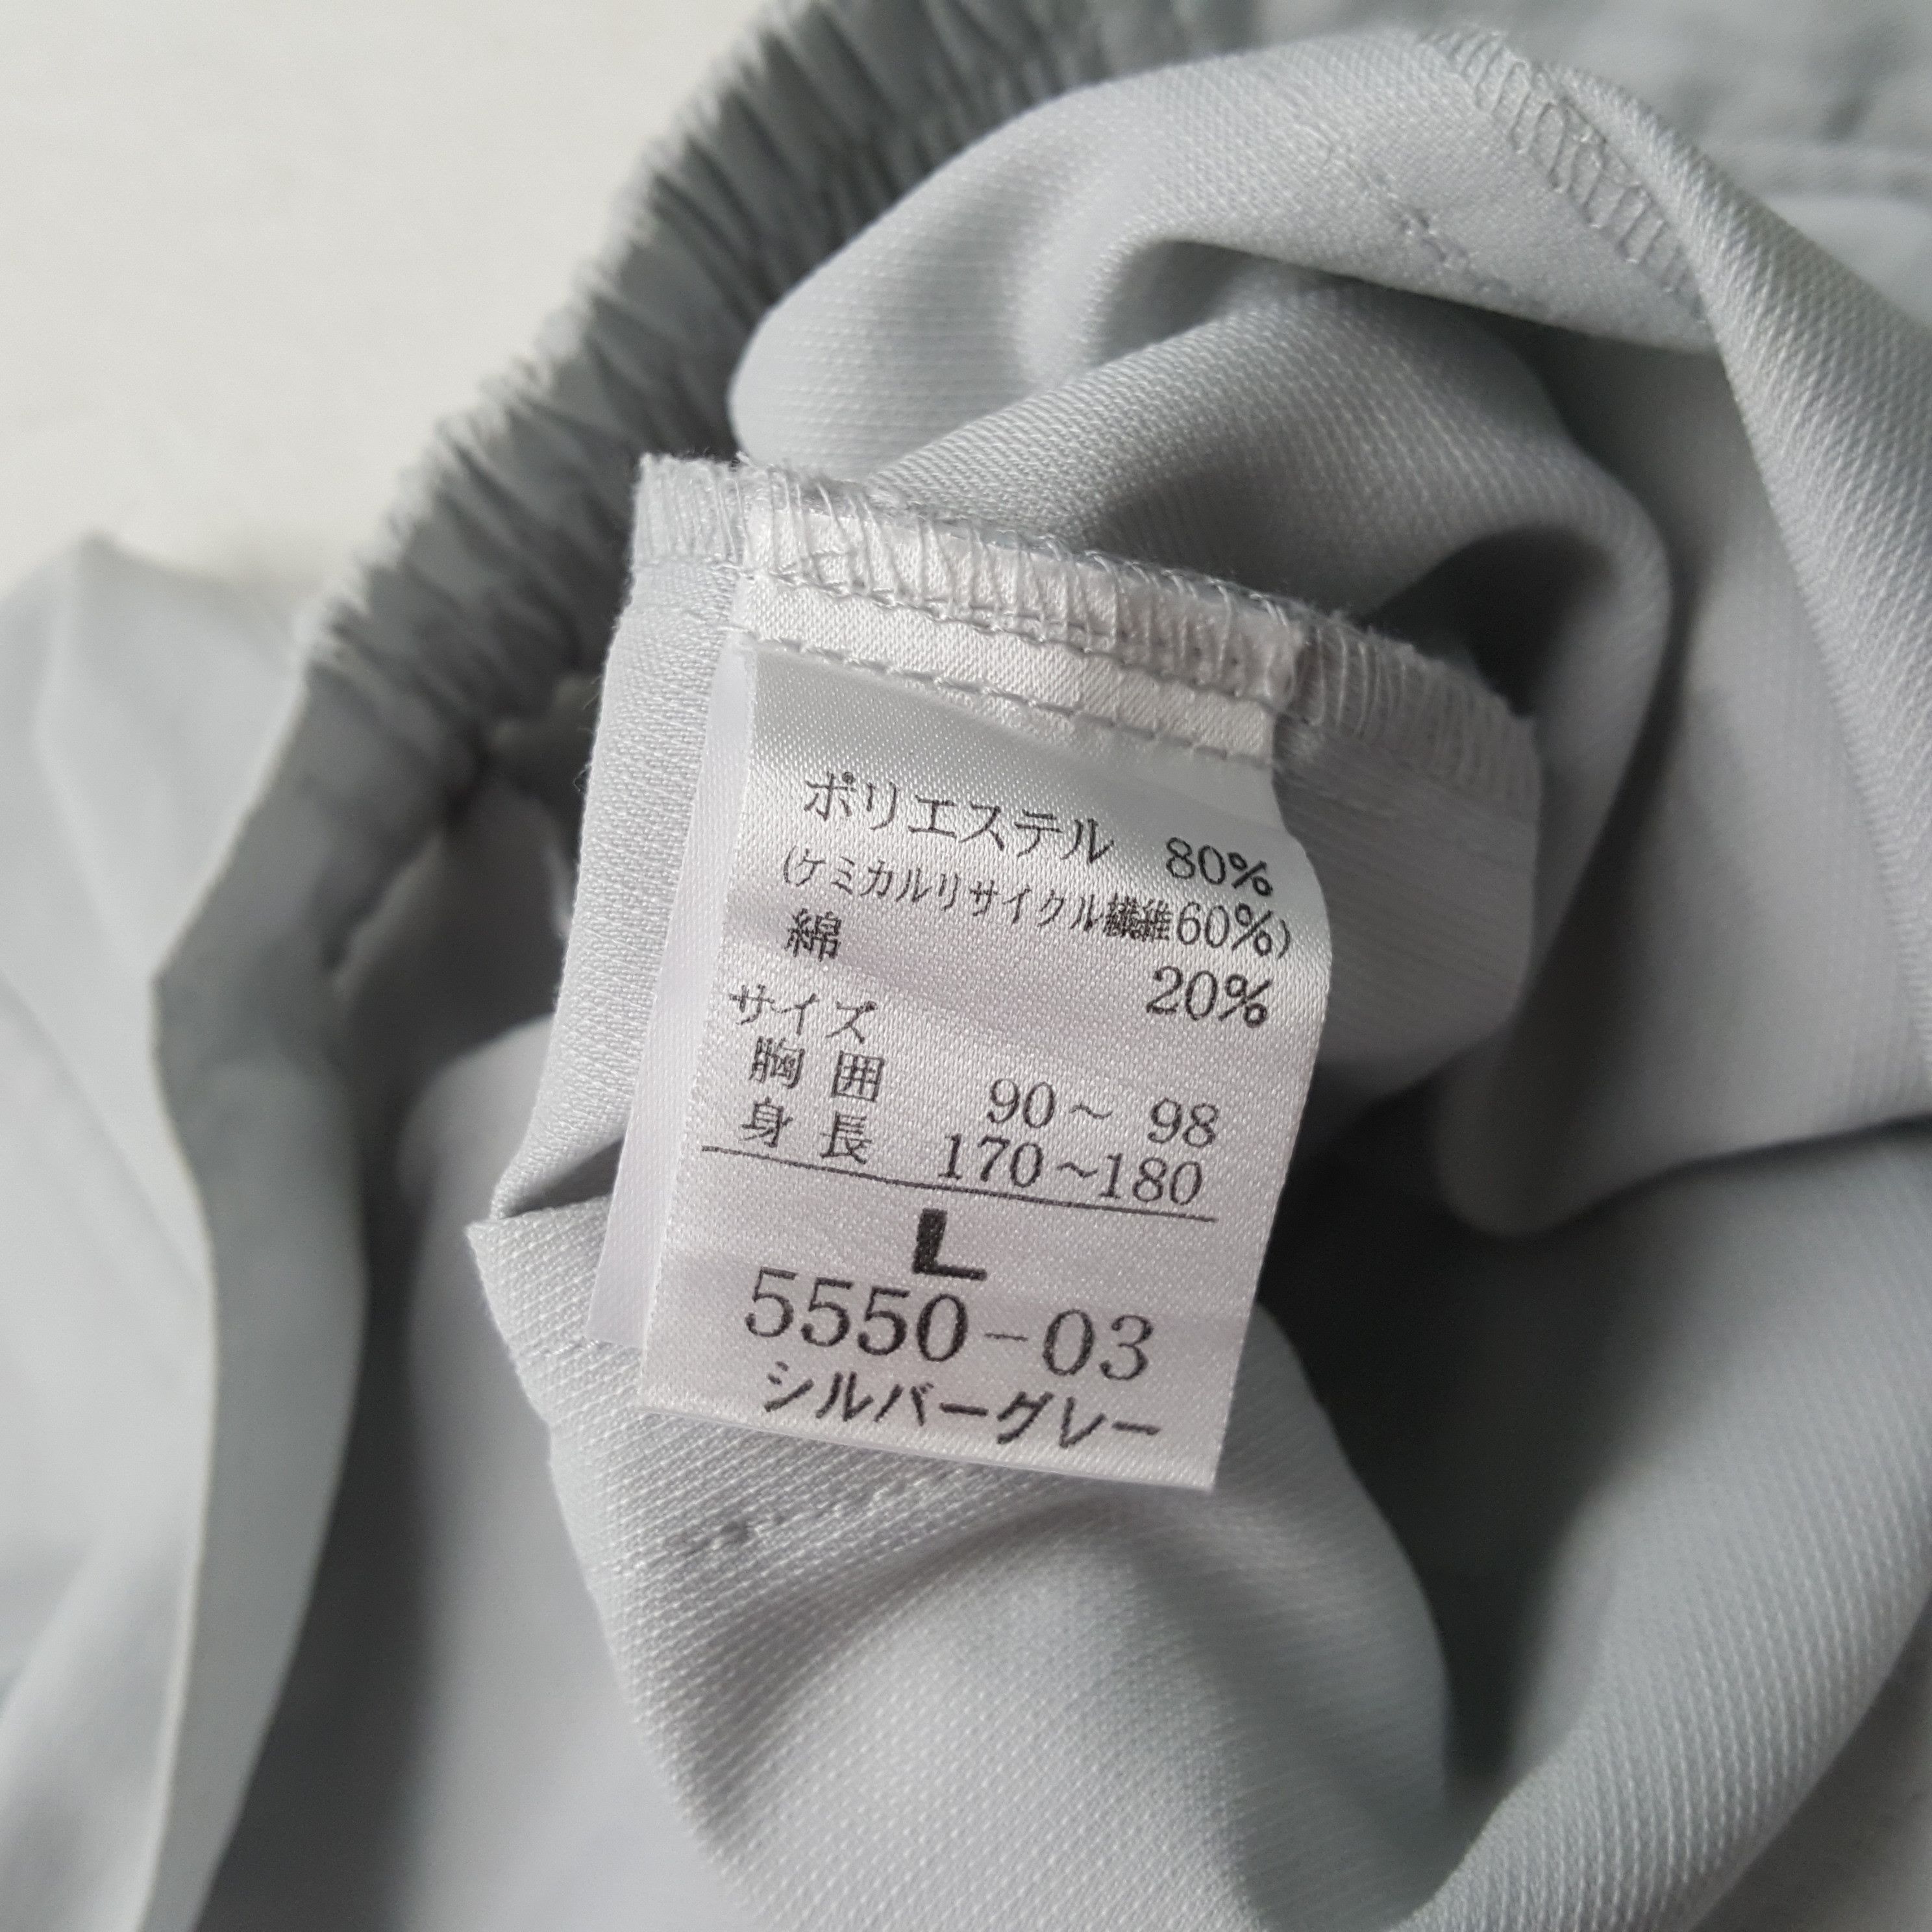 ポリエステル 80%
(ケミカルリサイクル繊維60%)
綿 20%
サイズ
胸囲 90~ 98
身長 170~180
L
5550-03
シルバーグレー